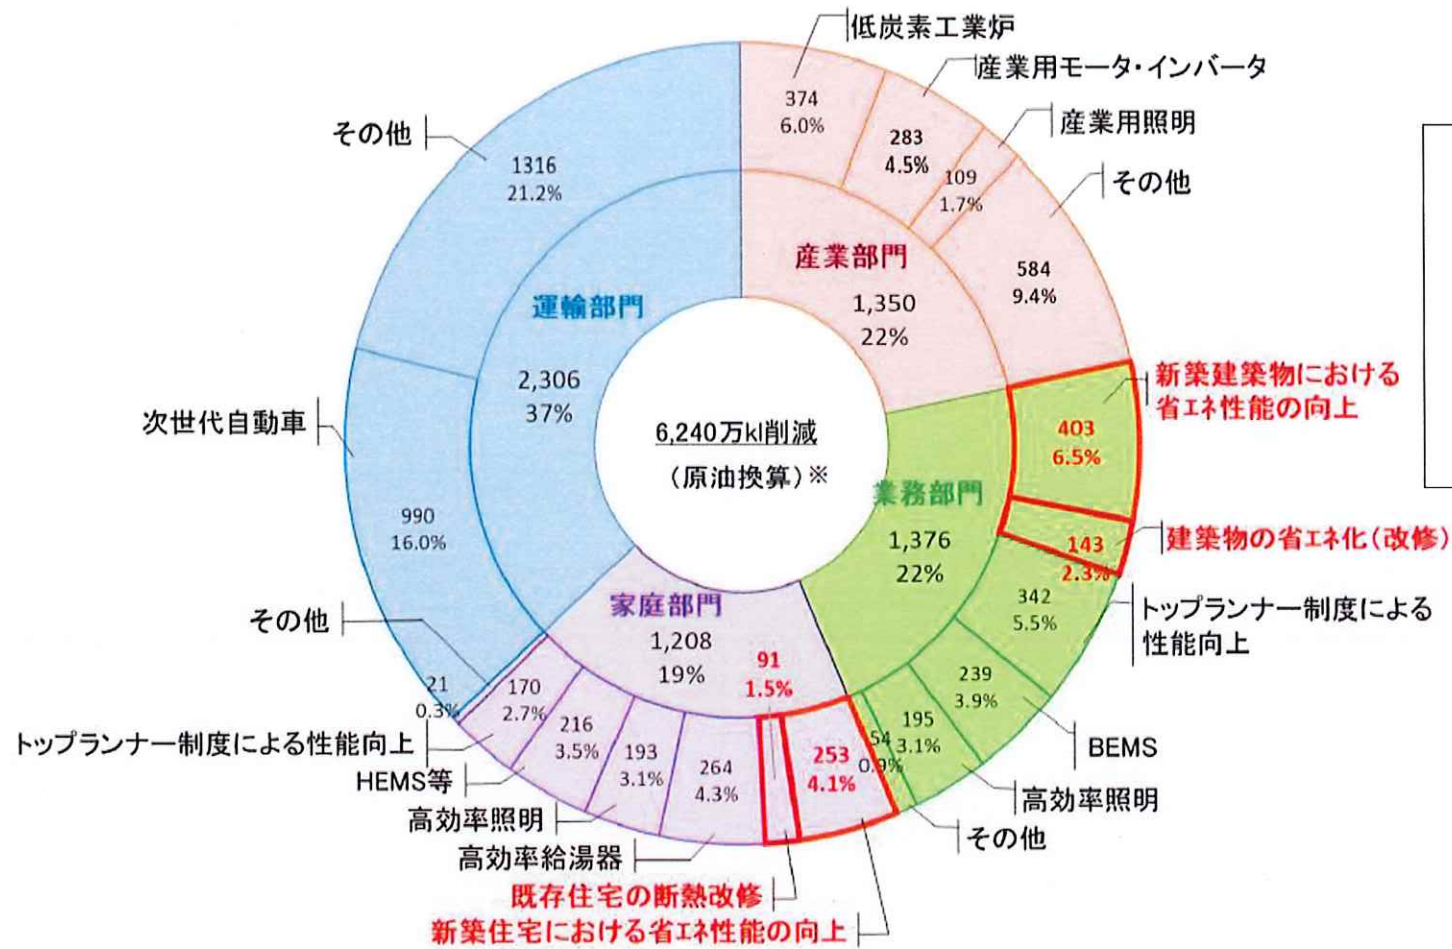 低炭素工業炉
374
6.0%
産業用モータ・インバータ
283
4.5%
産業用照明
109
1.7%
その他
584
9.4%
産業部門
1,350
22%
新築建築物における
省エネ性能の向上
403
6.5%
建築物の省エネ化(改修)
143
2.3%
業務部門
1,376
22%
トップランナー制度による
性能向上
342
5.5%
BEMS
239
3.9%
高効率照明
195
3.1%
その他
54
0.9%
新築住宅における省エネ性能の向上
253
4.1%
既存住宅の断熱改修
91
1.5%
家庭部門
1,208
19%
高効率給湯器
264
4.3%
高効率照明
193
3.1%
HEMS等
216
3.5%
トップランナー制度による性能向上
170
2.7%
その他
21
0.3%
次世代自動車
990
16.0%
運輸部門
2,306
37%
その他
1316
21.2%
6,240万kl削減
(原油換算)※